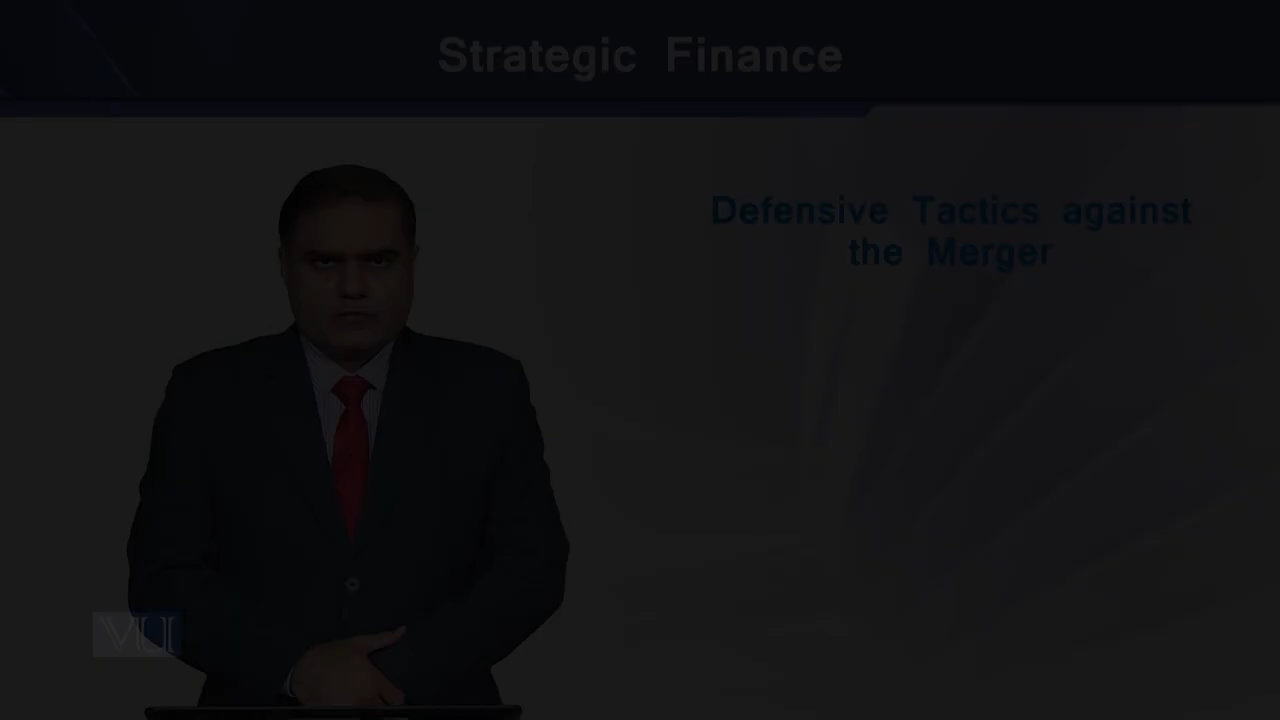 Strategic Finance
Defensive Tactics against
the Merger
VU